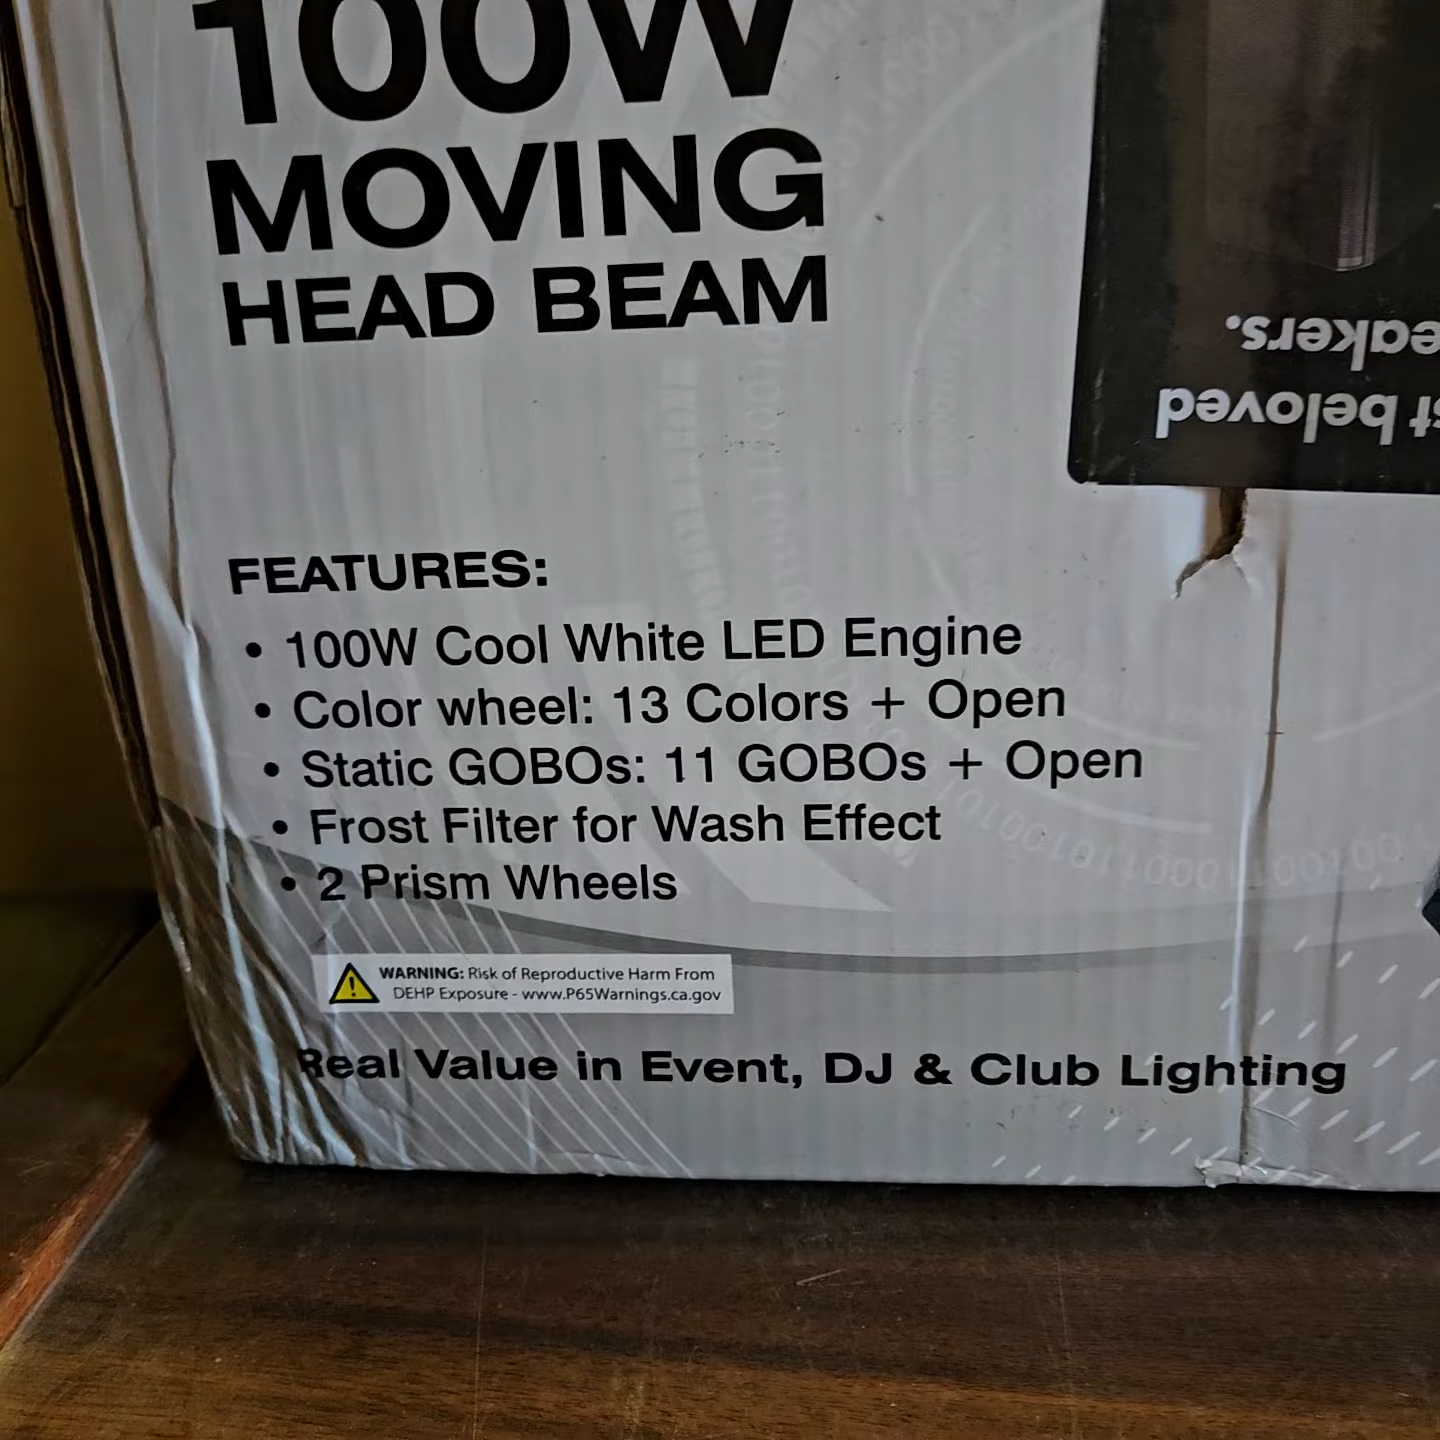 100W
MOVING
HEAD BEAM
eakers.
st beloved
FEATURES:
• 100W Cool White LED Engine
• Color wheel: 13 Colors + Open
• Static GOBOs: 11 GOBOs + Open
• Frost Filter for Wash Effect
• 2 Prism Wheels
WARNING: Risk of Reproductive Harm From
DEHP Exposure - www.P65Warnings.ca.gov
Real Value in Event, DJ & Club Lighting